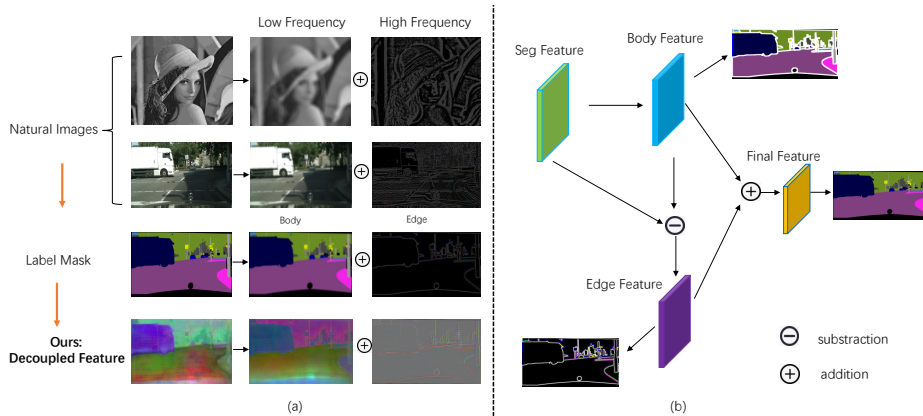 Low Frequency
High Frequency
Natural Images
Body
Edge
Label Mask
Ours:
Decoupled Feature
(a)
Seg Feature
Body Feature
Final Feature
Edge Feature
substraction
addition
(b)